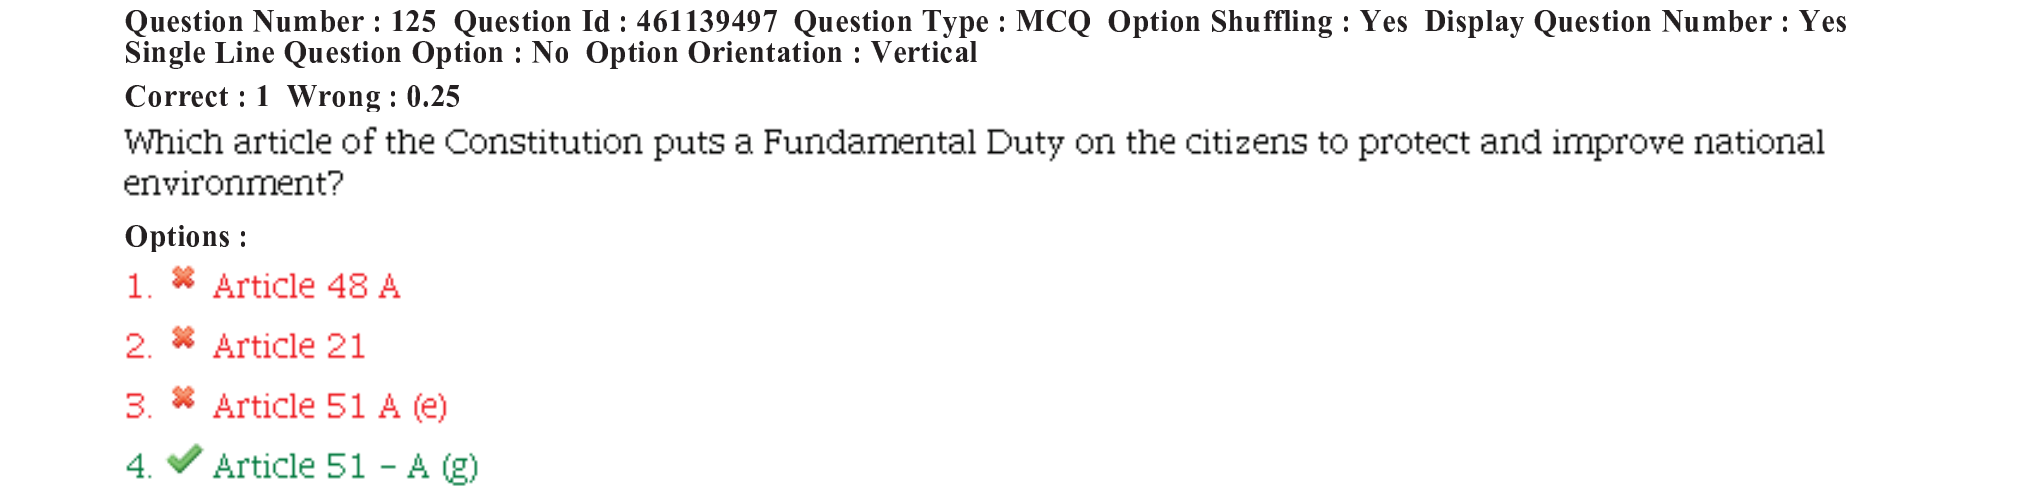 Question Number : 125 Question Id : 461139497 Question Type : MCQ Option Shuffling : Yes Display Question Number : Yes
Single Line Question Option : No Option Orientation : Vertical
Correct : 1 Wrong : 0.25
Which article of the Constitution puts a Fundamental Duty on the citizens to protect and improve national
environment?
Options :
1. ✖ Article 48 A
2. ✖ Article 21
3. ✖ Article 51 A (e)
4. ✔ Article 51 – A (g)